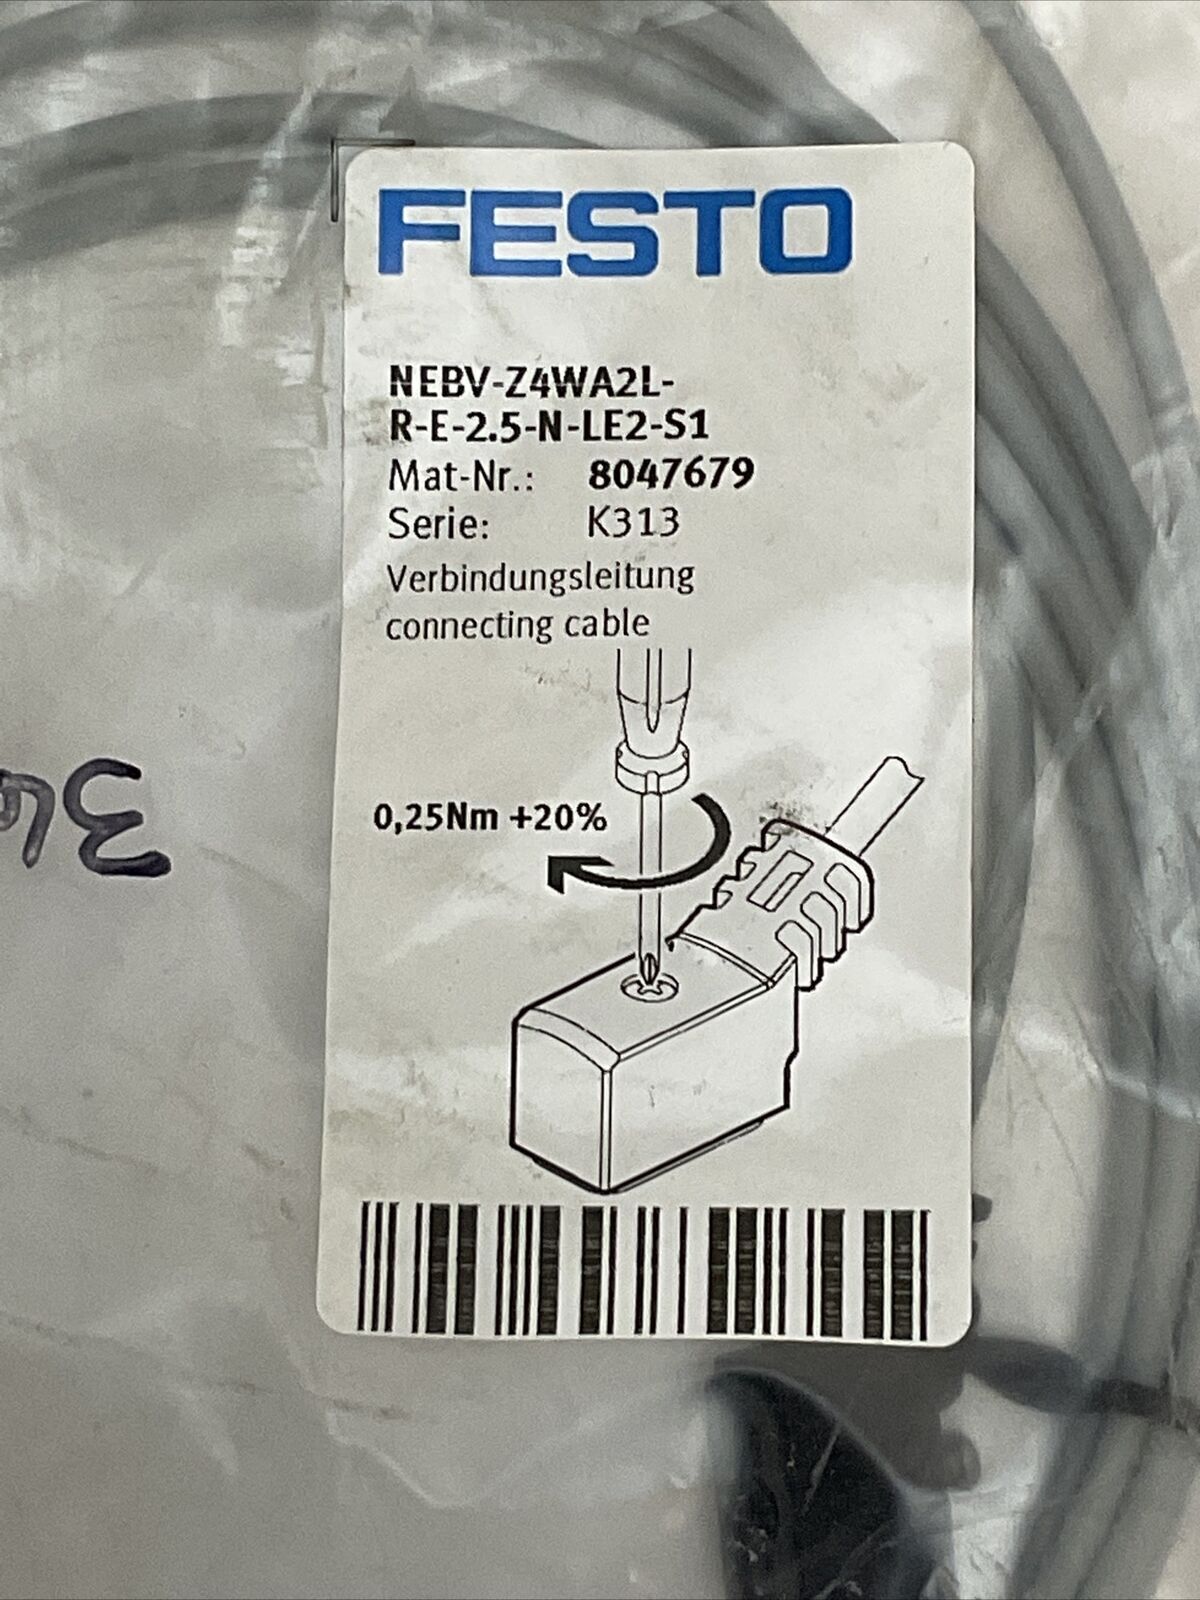 FESTO
NEBV-Z4WA2L-
R-E-2.5-N-LE2-S1
Mat-Nr.: 8047679
Serie: K313
Verbindungsleitung
connecting cable
0,25Nm +20%